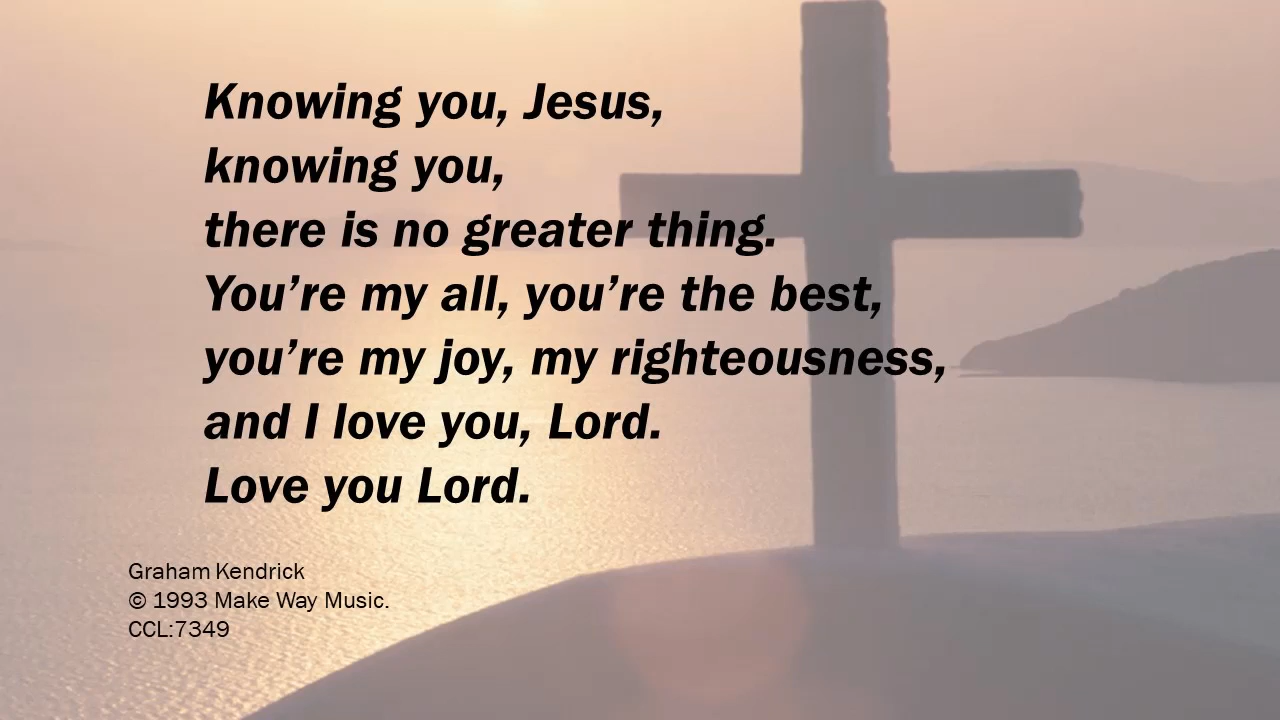 Knowing you, Jesus,
knowing you,
there is no greater thing.
You’re my all, you’re the best,
you’re my joy, my righteousness,
and I love you, Lord.
Love you Lord.
Graham Kendrick
© 1993 Make Way Music.
CCL:7349